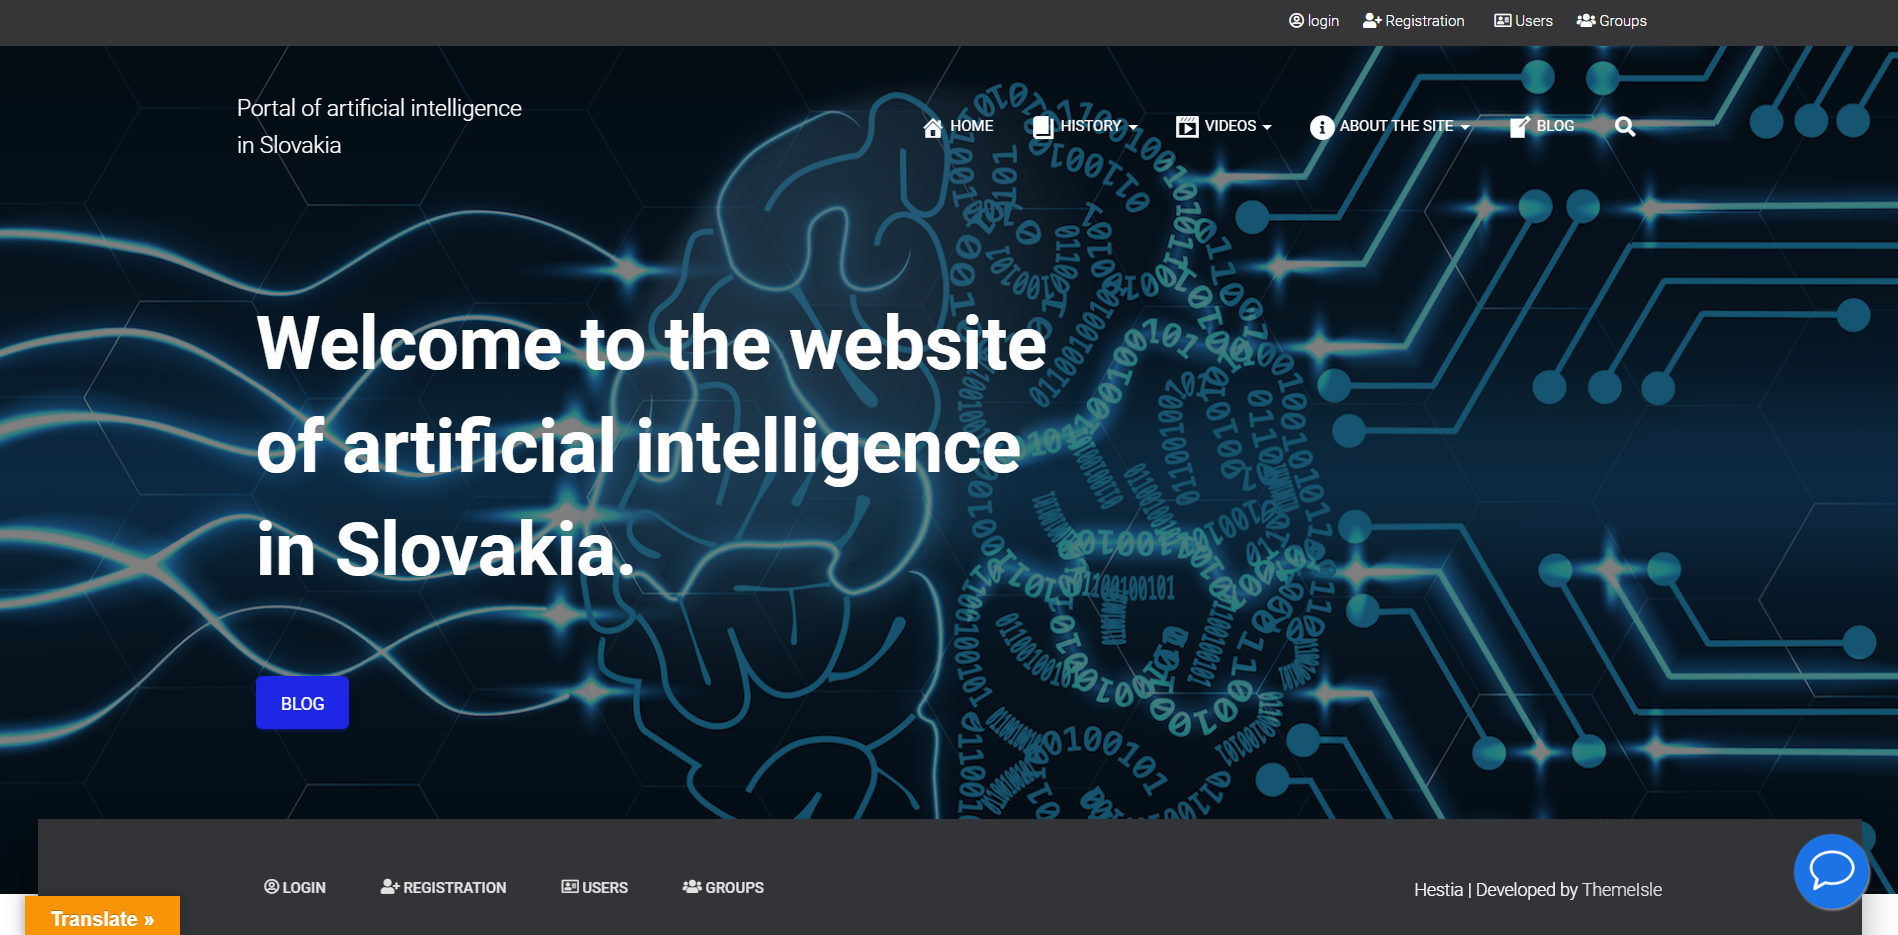 login Registration Users Groups
Portal of artificial intelligence
in Slovakia
HOME HISTORY VIDEOS ABOUT THE SITE BLOG
Welcome to the website
of artificial intelligence
in Slovakia.
BLOG
LOGIN REGISTRATION USERS GROUPS
Hestia | Developed by ThemeIsle
Translate »